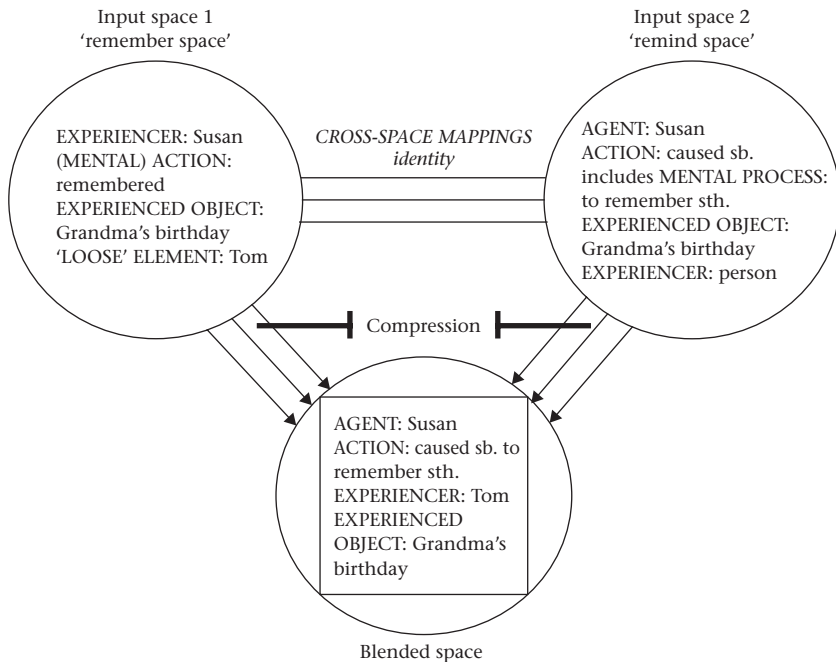 Input space 1
‘remember space’
Input space 2
‘remind space’
EXPERIENCER: Susan
(MENTAL) ACTION:
remembered
EXPERIENCED OBJECT:
Grandma’s birthday
‘LOOSE’ ELEMENT: Tom
CROSS-SPACE MAPPINGS
identity
AGENT: Susan
ACTION: caused sb.
includes MENTAL PROCESS:
to remember sth.
EXPERIENCED OBJECT:
Grandma’s birthday
EXPERIENCER: person
Compression
AGENT: Susan
ACTION: caused sb. to
remember sth.
EXPERIENCER: Tom
EXPERIENCED
OBJECT: Grandma’s
birthday
Blended space